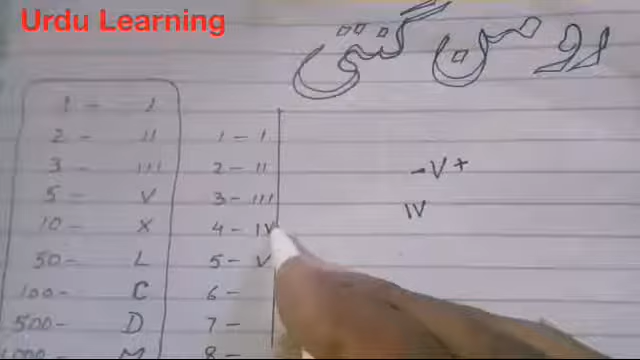 Urdu Learning
رومن گنتی
1 - I
2 - II
3 - III
5 - V
10 - X
50 - L
100 - C
500 - D
1000 - M
1 - I
2 - II
3 - III
4 - IV
5 - V
6 -
7 -
8 -
- V +
IV